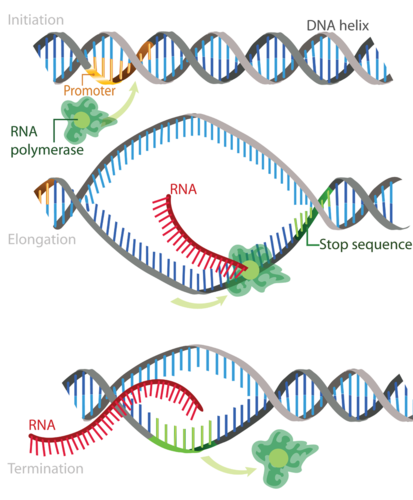 Initiation
DNA helix
Promoter
RNA
polymerase
RNA
Elongation
Stop sequence
RNA
Termination